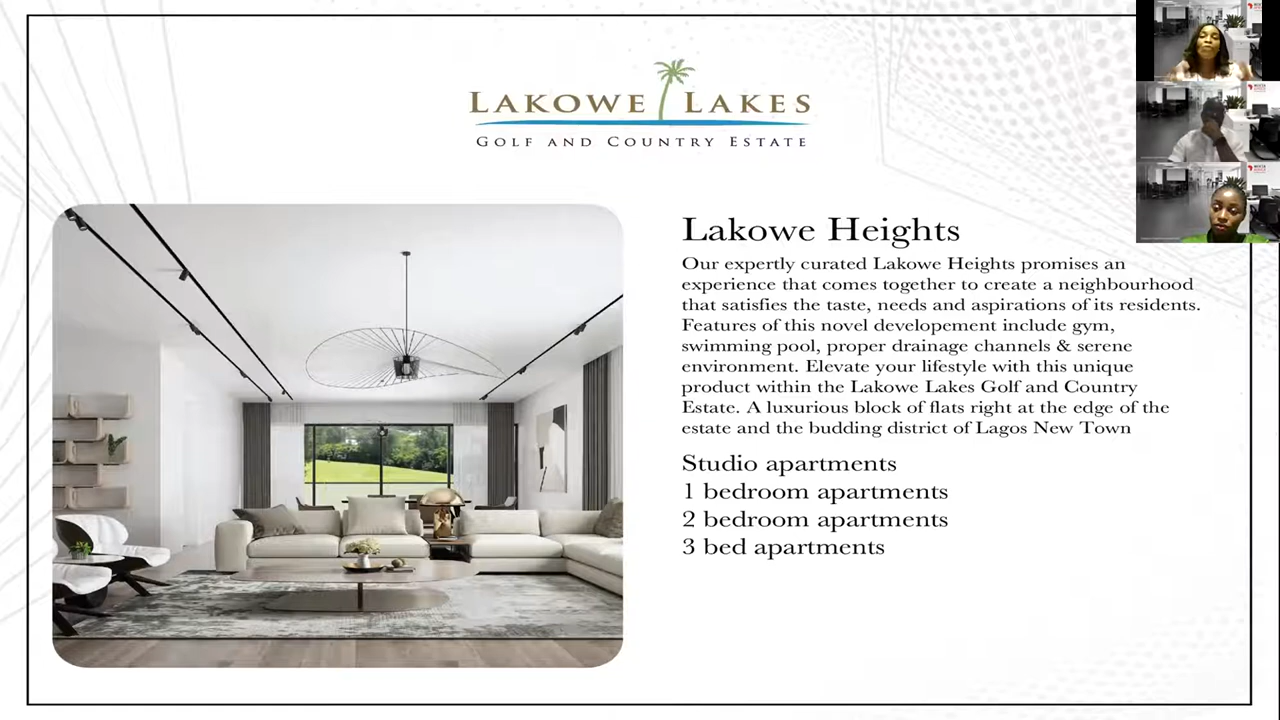 LAKOWE LAKES
GOLF AND COUNTRY ESTATE
Lakowe Heights
Our expertly curated Lakowe Heights promises an
experience that comes together to create a neighbourhood
that satisfies the taste, needs and aspirations of its residents.
Features of this novel developement include gym,
swimming pool, proper drainage channels & serene
environment. Elevate your lifestyle with this unique
product within the Lakowe Lakes Golf and Country
Estate. A luxurious block of flats right at the edge of the
estate and the budding district of Lagos New Town
Studio apartments
1 bedroom apartments
2 bedroom apartments
3 bed apartments